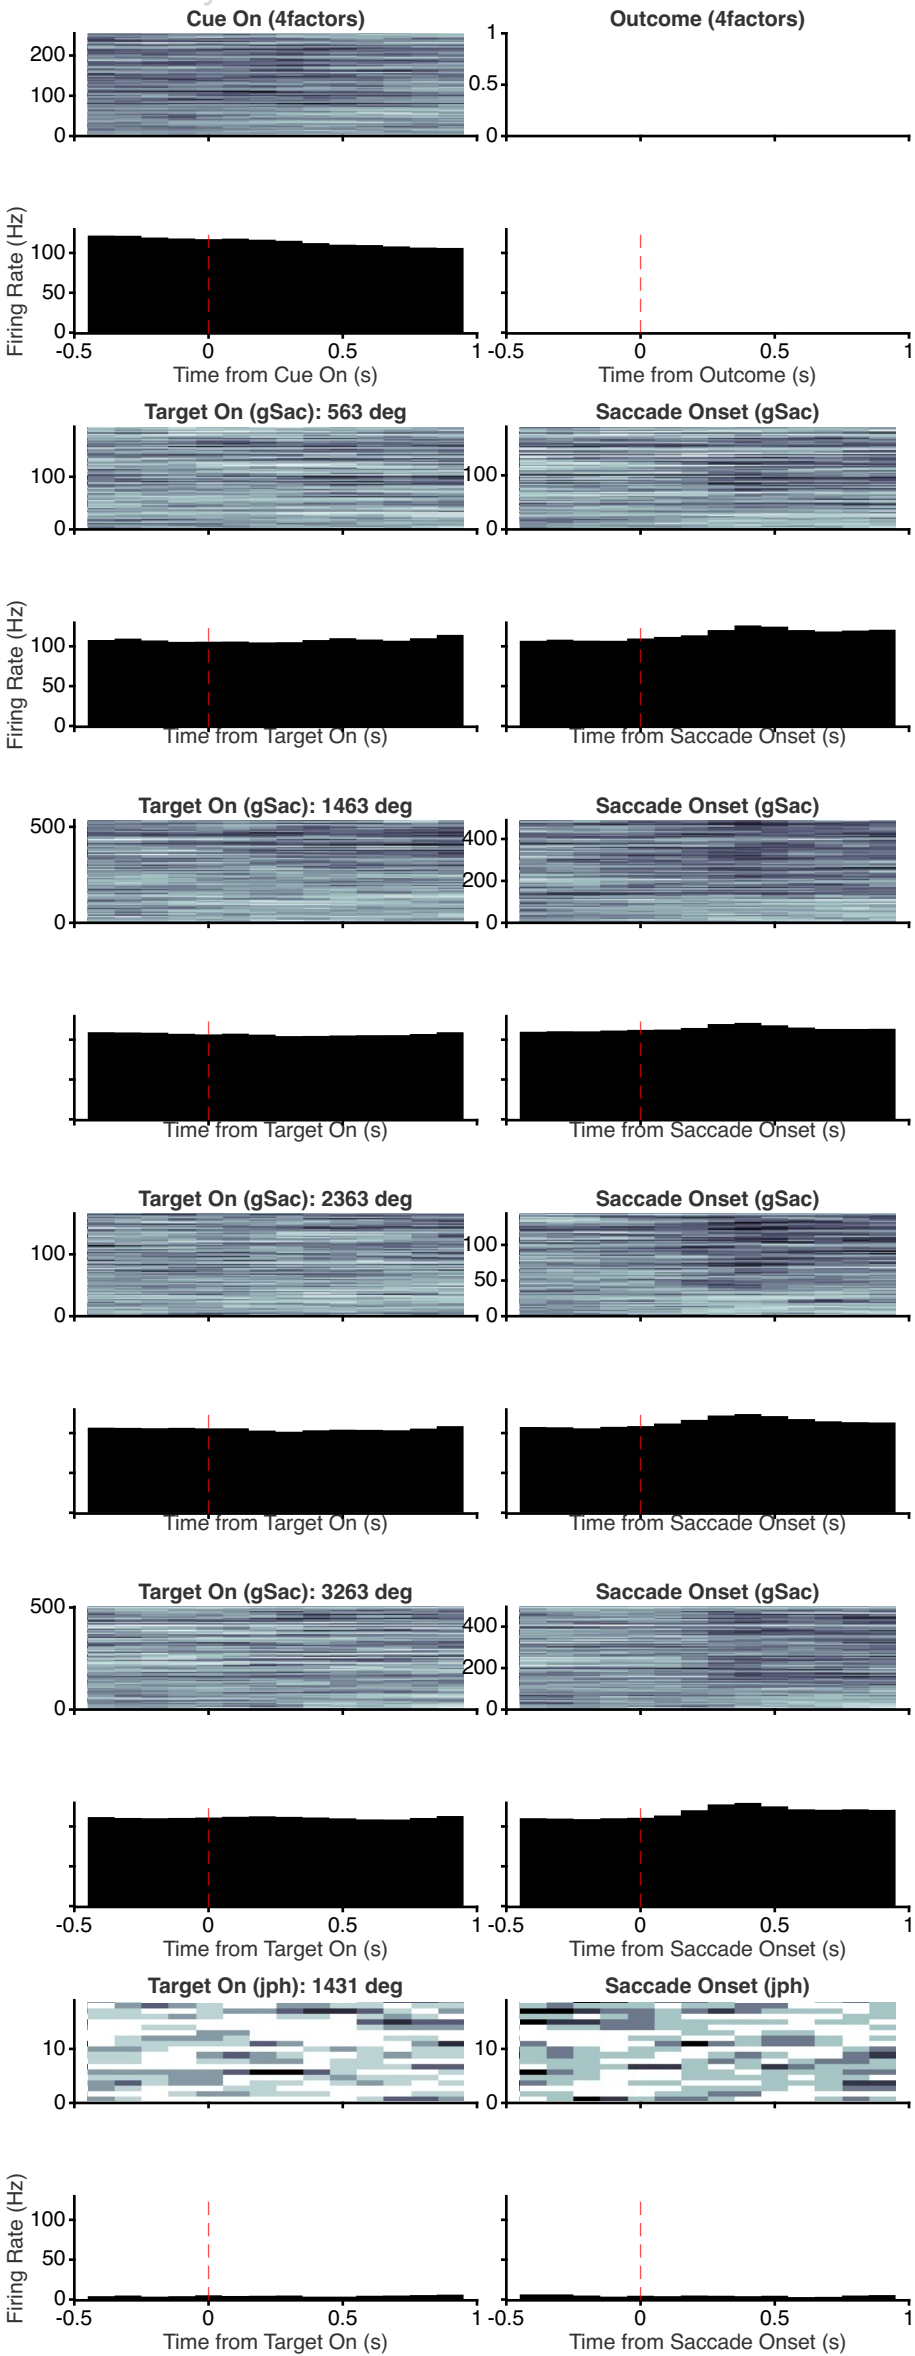 Cue On (4factors) Outcome (4factors)
200
100
0
1
0.5
0
Firing Rate (Hz)
100
50
0
-0.5 0 0.5 1 -0.5 0 0.5 1
Time from Cue On (s) Time from Outcome (s)
Target On (gSac): 563 deg Saccade Onset (gSac)
100
0
100
0
Firing Rate (Hz)
100
50
0
Time from Target On (s) Time from Saccade Onset (s)
Target On (gSac): 1463 deg Saccade Onset (gSac)
500
0
400
200
0
Time from Target On (s) Time from Saccade Onset (s)
Target On (gSac): 2363 deg Saccade Onset (gSac)
100
0
100
50
0
Time from Target On (s) Time from Saccade Onset (s)
Target On (gSac): 3263 deg Saccade Onset (gSac)
500
0
400
200
0
-0.5 0 0.5 1 -0.5 0 0.5 1
Time from Target On (s) Time from Saccade Onset (s)
Target On (jph): 1431 deg Saccade Onset (jph)
10
0
0
Firing Rate (Hz)
100
50
0
-0.5 0 0.5 1 -0.5 0 0.5 1
Time from Target On (s) Time from Saccade Onset (s)